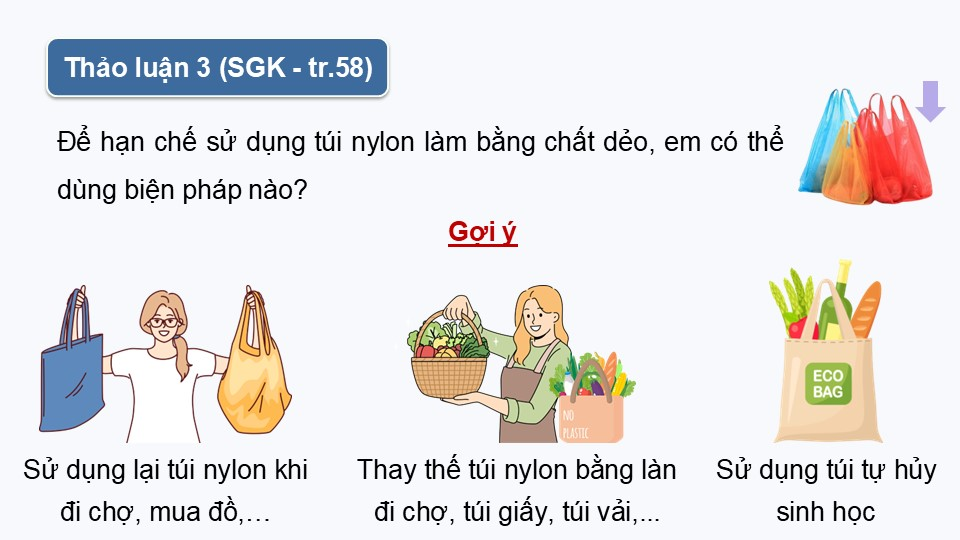 Thảo luận 3 (SGK - tr.58)
Để hạn chế sử dụng túi nylon làm bằng chất dẻo, em có thể
dùng biện pháp nào?
Gợi ý
NO
PLASTIC
ECO
BAG
Sử dụng lại túi nylon khi
đi chợ, mua đồ,…
Thay thế túi nylon bằng làn
đi chợ, túi giấy, túi vải,...
Sử dụng túi tự hủy
sinh học